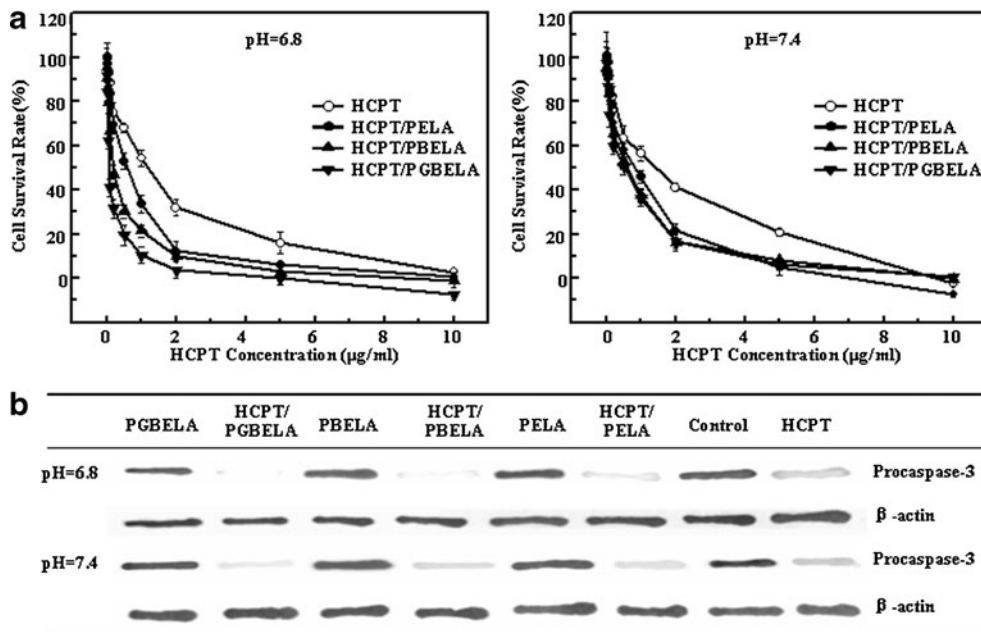 a
pH=6.8
HCPT
HCPT/PELA
HCPT/PBELA
HCPT/PGBELA
Cell Survival Rate(%)
120
100
80
60
40
20
0
0 2 4 6 8 10
HCPT Concentration (μg/ml)
pH=7.4
HCPT
HCPT/PELA
HCPT/PBELA
HCPT/PGBELA
Cell Survival Rate(%)
120
100
80
60
40
20
0
0 2 4 6 8 10
HCPT Concentration (μg/ml)
b
PGBELA HCPT/PGBELA PBELA HCPT/PBELA PELA HCPT/PELA Control HCPT
pH=6.8 Procaspase-3
β-actin
pH=7.4 Procaspase-3
β-actin